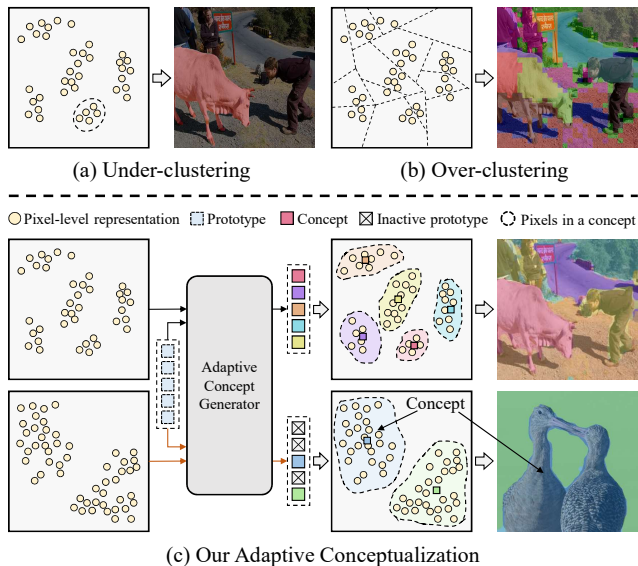 (a) Under-clustering
(b) Over-clustering
Pixel-level representation
Prototype
Concept
Inactive prototype
Pixels in a concept
Adaptive
Concept
Generator
Concept
(c) Our Adaptive Conceptualization